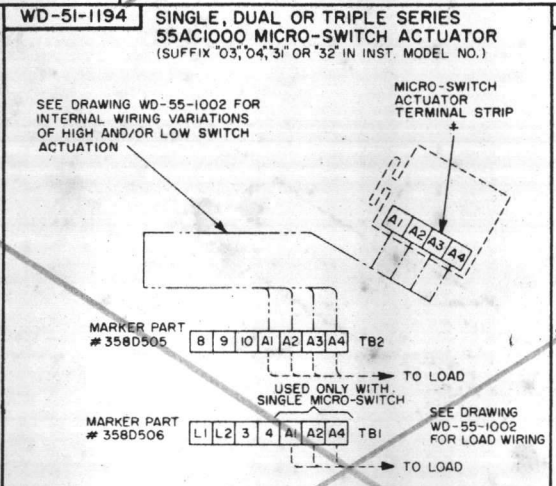 WD-51-1194
SINGLE, DUAL OR TRIPLE SERIES
55AC1000 MICRO-SWITCH ACTUATOR
(SUFFIX "03", "04", "31" OR "32" IN INST. MODEL NO.)
SEE DRAWING WD-55-1002 FOR
INTERNAL WIRING VARIATIONS
OF HIGH AND/OR LOW SWITCH
ACTUATION
MICRO-SWITCH
ACTUATOR
TERMINAL STRIP
*
A1 A2 A3 A4
MARKER PART
# 358D505
8 9 10 A1 A2 A3 A4 TB2
TO LOAD
USED ONLY WITH
SINGLE MICRO-SWITCH
MARKER PART
# 358D506
L1 L2 3 4 A1 A2 A4 TB1
SEE DRAWING
WD-55-1002
FOR LOAD WIRING
TO LOAD